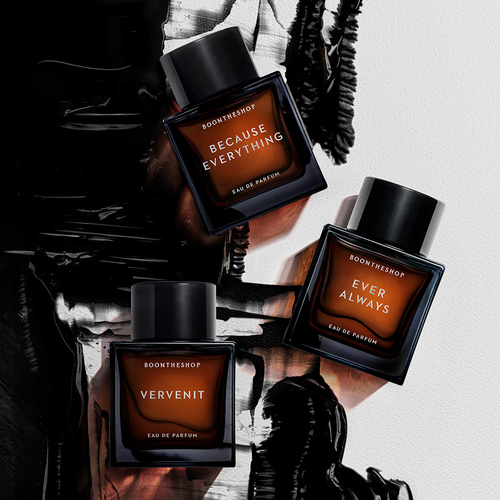 BOONTHESHOP
BECAUSE
EVERYTHING
EAU DE PARFUM
BOONTHESHOP
EVER
ALWAYS
EAU DE PARFUM
BOONTHESHOP
VERVENIT
EAU DE PARFUM